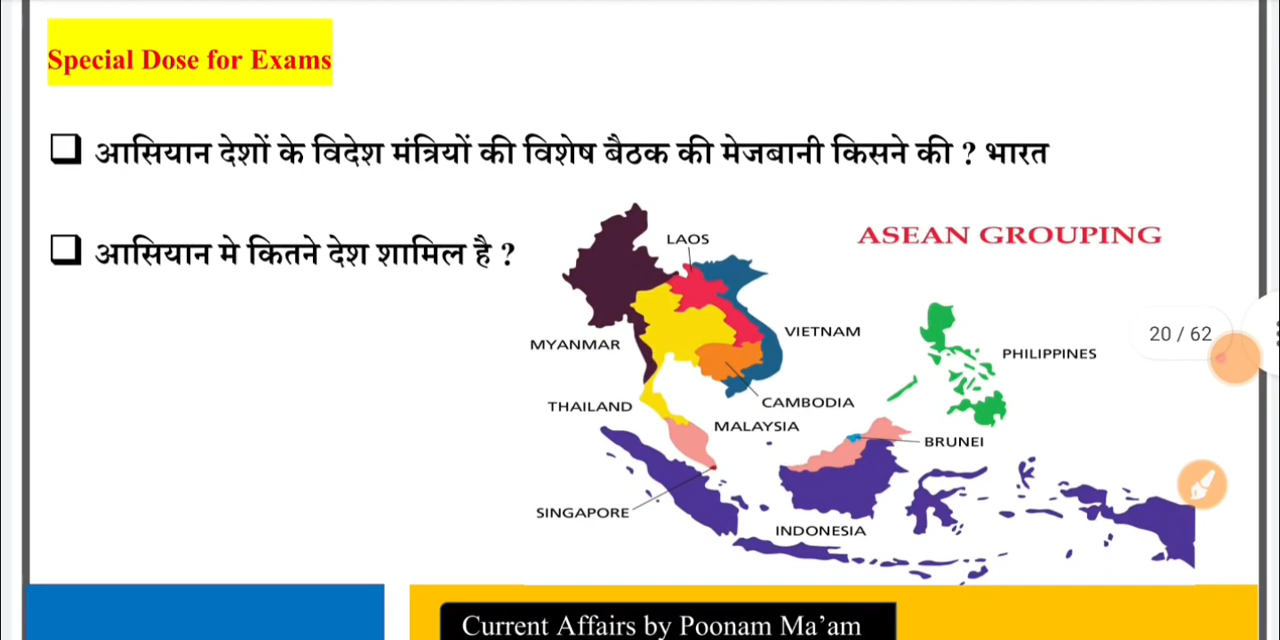 Special Dose for Exams
आसियान देशों के विदेश मंत्रियों की विशेष बैठक की मेजबानी किसने की ? भारत
आसियान मे कितने देश शामिल है ?
ASEAN GROUPING
LAOS
VIETNAM
20 / 62
MYANMAR
PHILIPPINES
THAILAND
CAMBODIA
MALAYSIA
BRUNEI
SINGAPORE
INDONESIA
Current Affairs by Poonam Ma’am